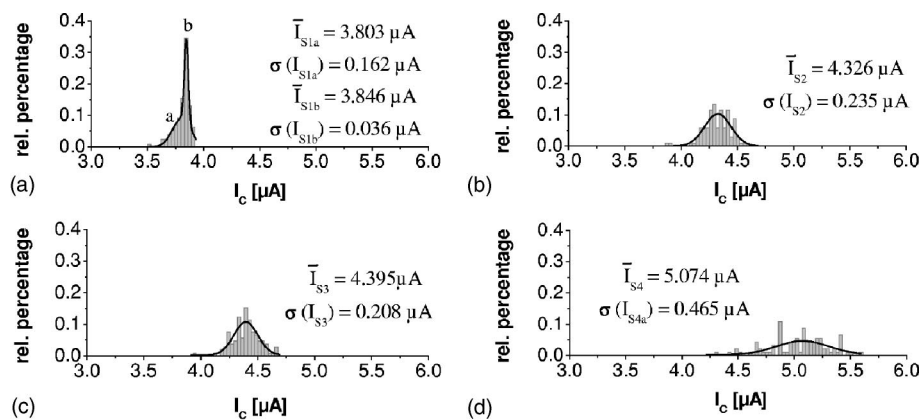 rel. percentage
0.4
0.3
0.2
0.1
0.0
a
b
Ī_S1a = 3.803 µA
σ (I_S1a) = 0.162 µA
Ī_S1b = 3.846 µA
σ (I_S1b) = 0.036 µA
3.0 3.5 4.0 4.5 5.0 5.5 6.0
(a)
I_C [µA]
rel. percentage
0.4
0.3
0.2
0.1
0.0
Ī_S2 = 4.326 µA
σ (I_S2) = 0.235 µA
3.0 3.5 4.0 4.5 5.0 5.5 6.0
(b)
I_C [µA]
rel. percentage
0.4
0.3
0.2
0.1
0.0
Ī_S3 = 4.395µA
σ (I_S3) = 0.208 µA
3.0 3.5 4.0 4.5 5.0 5.5 6.0
(c)
I_C [µA]
rel. percentage
0.4
0.3
0.2
0.1
0.0
Ī_S4 = 5.074 µA
σ (I_S4a) = 0.465 µA
3.0 3.5 4.0 4.5 5.0 5.5 6.0
(d)
I_C [µA]